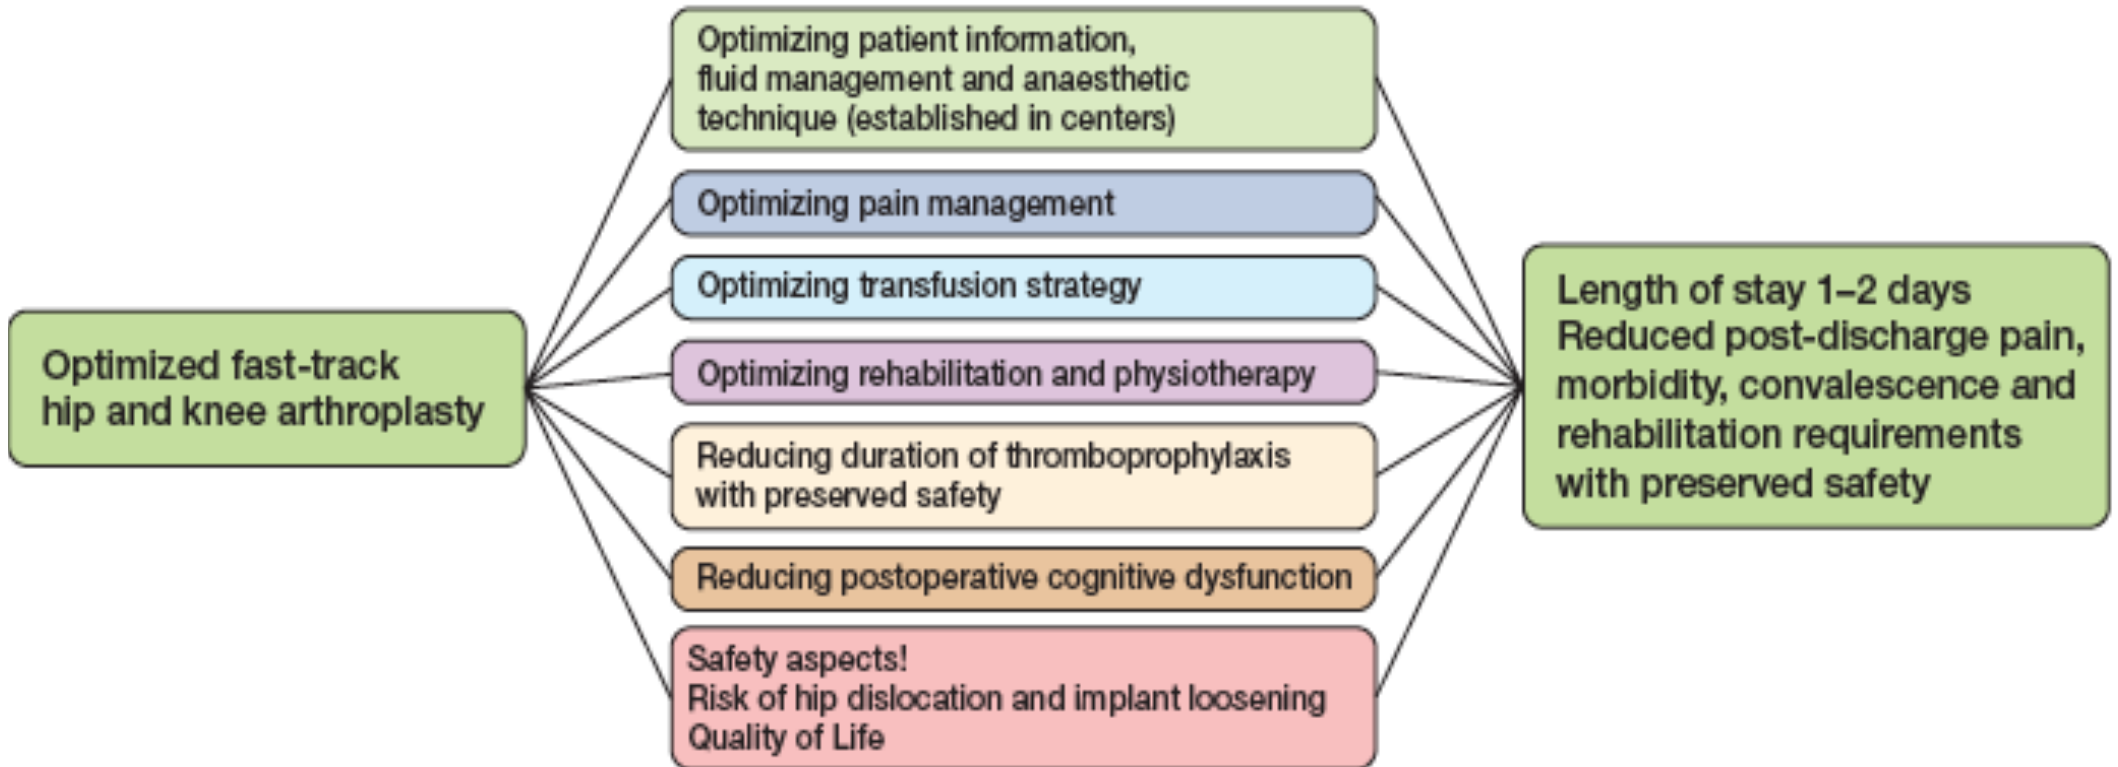 Optimizing patient information,
fluid management and anaesthetic
technique (established in centers)
Optimizing pain management
Optimizing transfusion strategy
Optimized fast-track
hip and knee arthroplasty
Optimizing rehabilitation and physiotherapy
Reducing duration of thromboprophylaxis
with preserved safety
Reducing postoperative cognitive dysfunction
Safety aspects!
Risk of hip dislocation and implant loosening
Quality of Life
Length of stay 1–2 days
Reduced post-discharge pain,
morbidity, convalescence and
rehabilitation requirements
with preserved safety